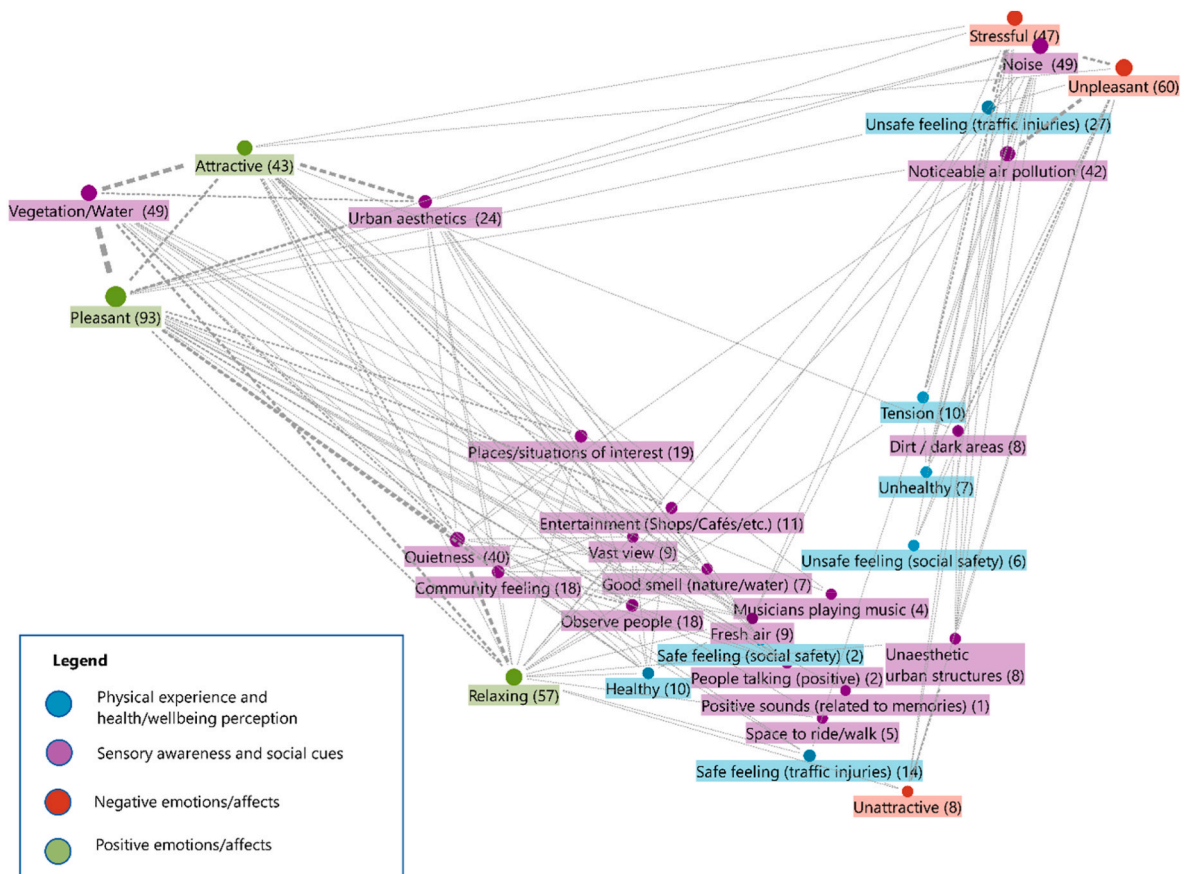 Stressful (47)
Noise (49)
Unpleasant (60)
Unsafe feeling (traffic injuries) (27)
Attractive (43)
Noticeable air pollution (42)
Vegetation/Water (49)
Urban aesthetics (24)
Pleasant (93)
Tension (10)
Dirt / dark areas (8)
Places/situations of interest (19)
Unhealthy (7)
Entertainment (Shops/Cafés/etc.) (11)
Quietness (40)
Vast view (9)
Unsafe feeling (social safety) (6)
Community feeling (18)
Good smell (nature/water) (7)
Musicians playing music (4)
Observe people (18)
Fresh air (9)
Safe feeling (social safety) (2)
Unaesthetic
urban structures (8)
People talking (positive) (2)
Relaxing (57)
Healthy (10)
Positive sounds (related to memories) (1)
Space to ride/walk (5)
Safe feeling (traffic injuries) (14)
Unattractive (8)
Legend
Physical experience and
health/wellbeing perception
Sensory awareness and social cues
Negative emotions/affects
Positive emotions/affects